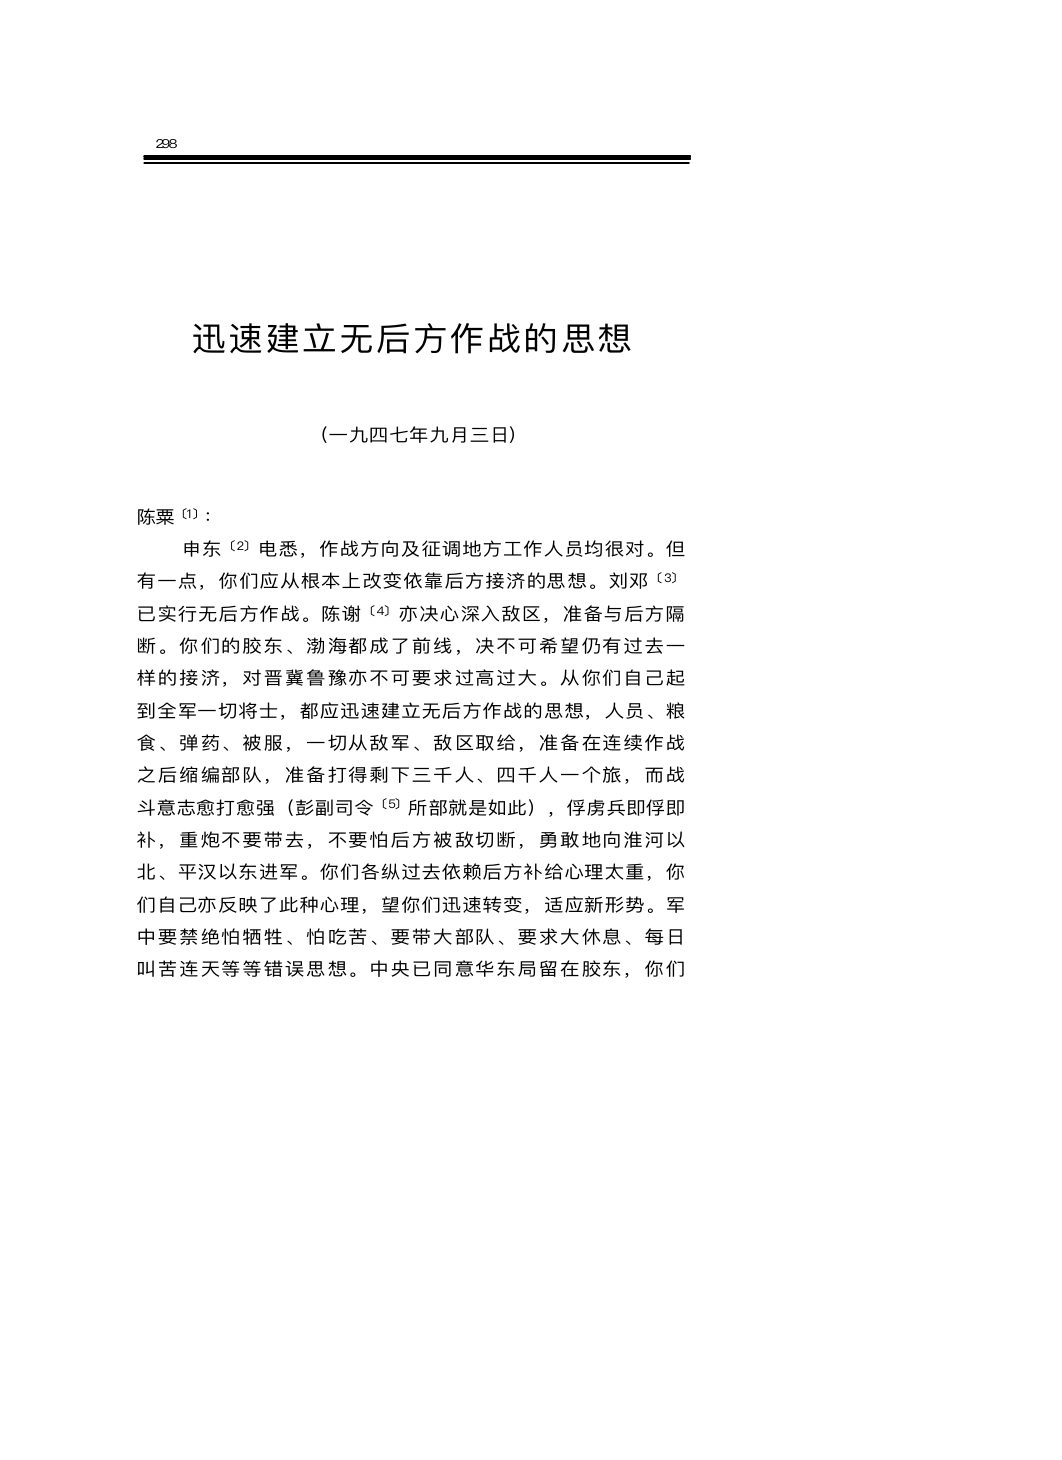 298
迅速建立无后方作战的思想
(一九四七年九月三日)
陈粟〔1〕：
申东〔2〕电悉，作战方向及征调地方工作人员均很对。但
有一点，你们应从根本上改变依靠后方接济的思想。刘邓〔3〕
已实行无后方作战。陈谢〔4〕亦决心深入敌区，准备与后方隔
断。你们的胶东、渤海都成了前线，决不可希望仍有过去一
样的接济，对晋冀鲁豫亦不可要求过高过大。从你们自己起
到全军一切将士，都应迅速建立无后方作战的思想，人员、粮
食、弹药、被服，一切从敌军、敌区取给，准备在连续作战
之后缩编部队，准备打得剩下三千人、四千人一个旅，而战
斗意志愈打愈强（彭副司令〔5〕所部就是如此），俘虏兵即俘即
补，重炮不要带去，不要怕后方被敌切断，勇敢地向淮河以
北、平汉以东进军。你们各纵过去依赖后方补给心理太重，你
们自己亦反映了此种心理，望你们迅速转变，适应新形势。军
中要禁绝怕牺牲、怕吃苦、要带大部队、要求大休息、每日
叫苦连天等等错误思想。中央已同意华东局留在胶东，你们